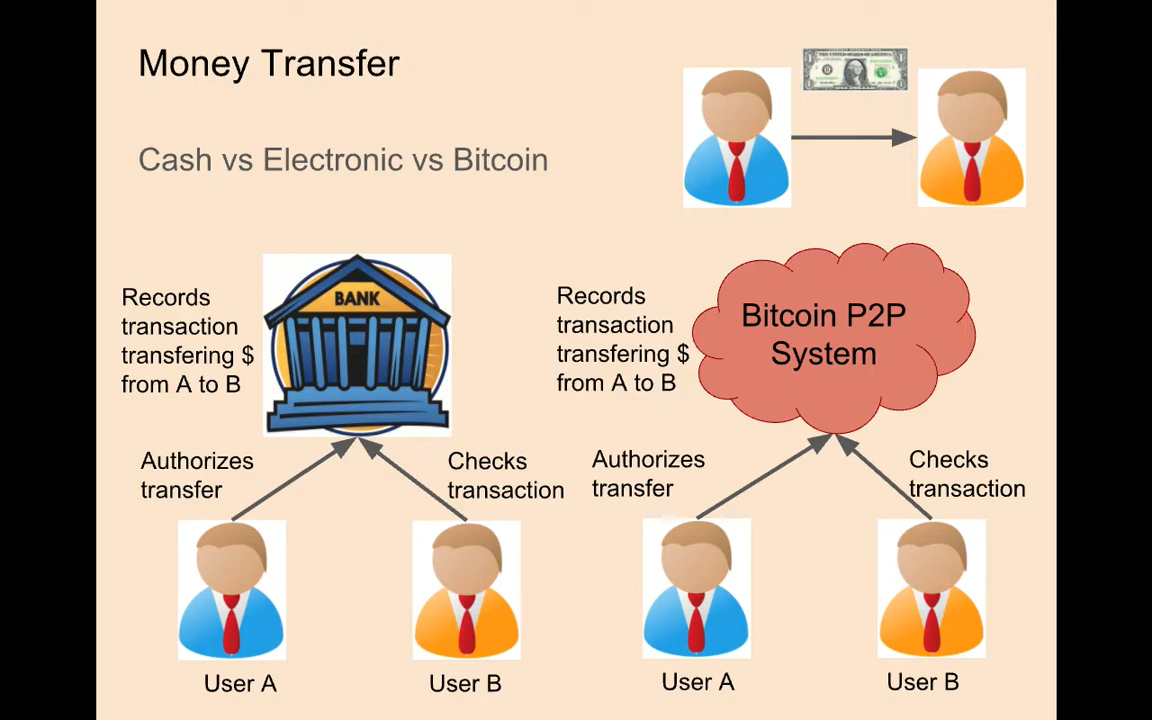 Money Transfer
Cash vs Electronic vs Bitcoin
Records
transaction
transfering $
from A to B
BANK
Authorizes
transfer
Checks
transaction
User A
User B
Records
transaction
transfering $
from A to B
Bitcoin P2P
System
Authorizes
transfer
Checks
transaction
User A
User B